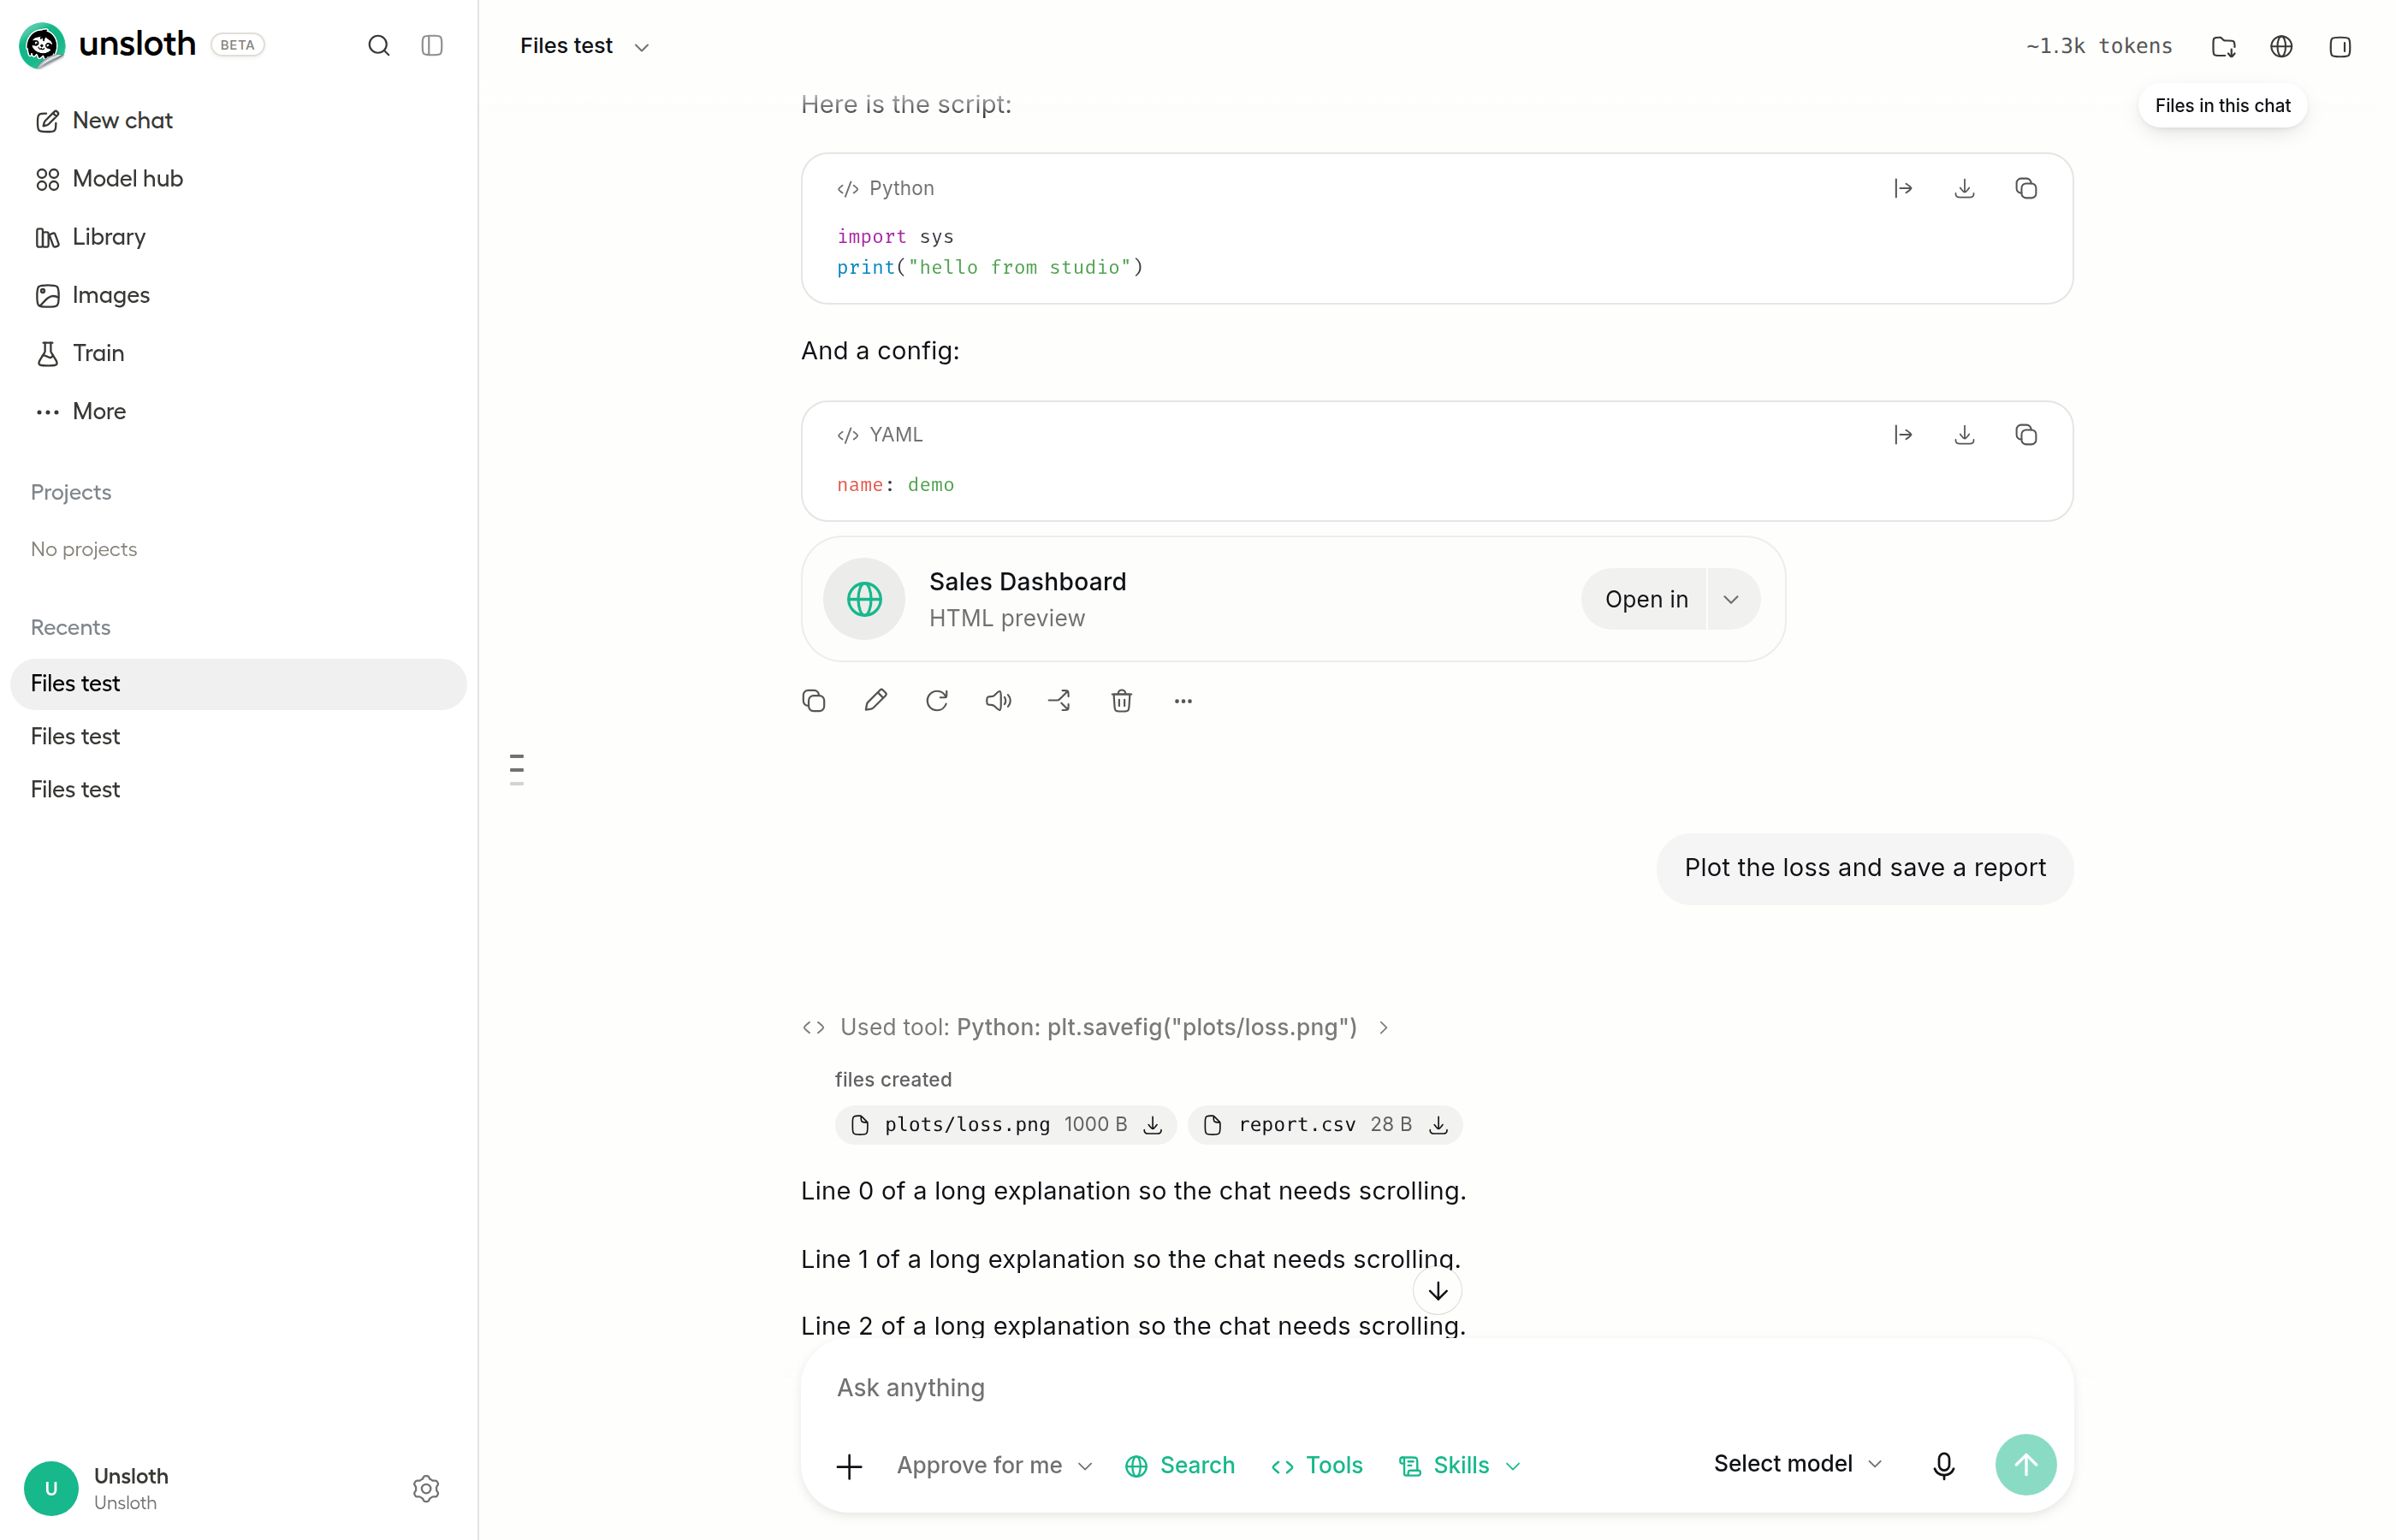 unsloth BETA
New chat
Model hub
Library
Images
Train
More
Projects
No projects
Recents
Files test
Files test
Files test
Unsloth
Unsloth
U
Files test
~1.3k tokens
Files in this chat
Here is the script:
Python
import sys
print("hello from studio")
And a config:
YAML
name: demo
Sales Dashboard
HTML preview
Open in
Plot the loss and save a report
Used tool: Python: plt.savefig("plots/loss.png")
files created
plots/loss.png 1000 B report.csv 28 B
Line 0 of a long explanation so the chat needs scrolling.
Line 1 of a long explanation so the chat needs scrolling.
Line 2 of a long explanation so the chat needs scrolling.
Ask anything
Approve for me Search Tools Skills Select model